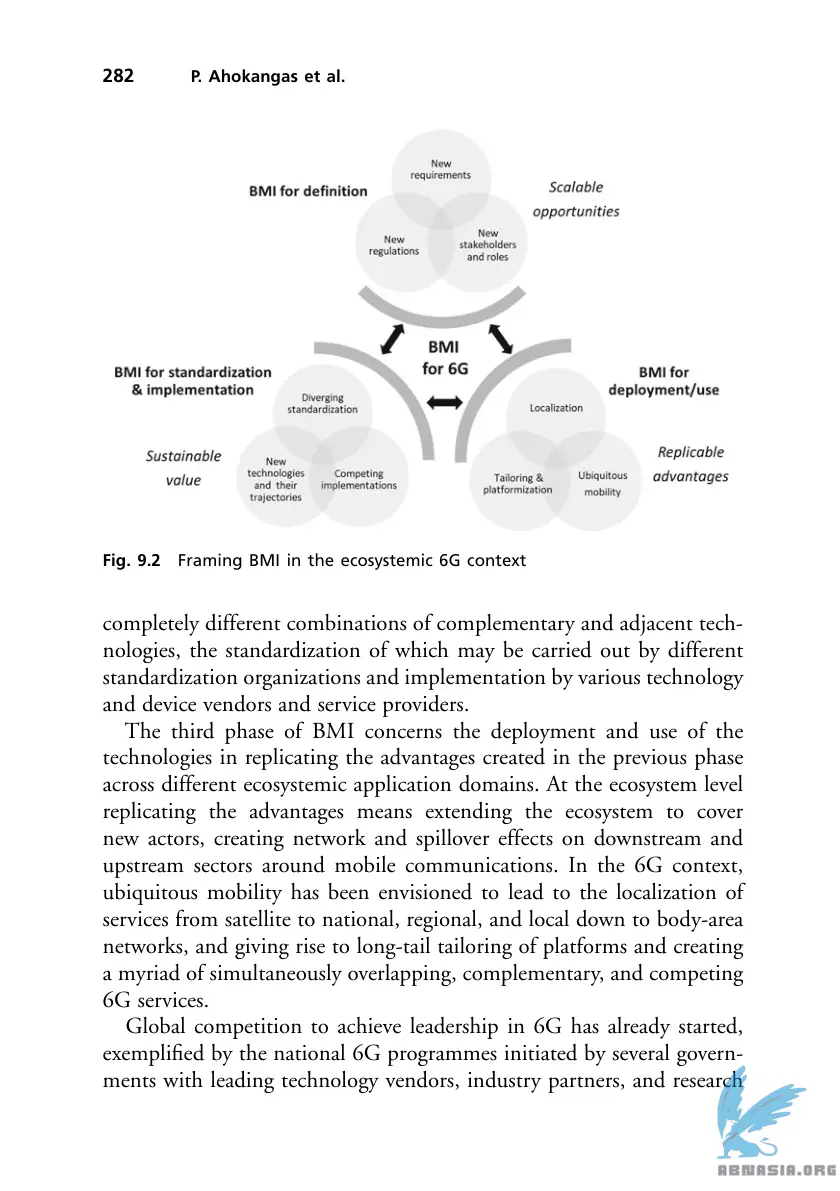 282 P. Ahokangas et al.
BMI for definition
New
requirements
New
regulations
New
stakeholders
and roles
Scalable
opportunities
BMI
for 6G
BMI for standardization
& implementation
Diverging
standardization
New
technologies
and their
trajectories
Competing
implementations
Sustainable
value
BMI for
deployment/use
Localization
Tailoring &
platformization
Ubiquitous
mobility
Replicable
advantages
Fig. 9.2 Framing BMI in the ecosystemic 6G context
completely different combinations of complementary and adjacent tech-
nologies, the standardization of which may be carried out by different
standardization organizations and implementation by various technology
and device vendors and service providers.
The third phase of BMI concerns the deployment and use of the
technologies in replicating the advantages created in the previous phase
across different ecosystemic application domains. At the ecosystem level
replicating the advantages means extending the ecosystem to cover
new actors, creating network and spillover effects on downstream and
upstream sectors around mobile communications. In the 6G context,
ubiquitous mobility has been envisioned to lead to the localization of
services from satellite to national, regional, and local down to body-area
networks, and giving rise to long-tail tailoring of platforms and creating
a myriad of simultaneously overlapping, complementary, and competing
6G services.
Global competition to achieve leadership in 6G has already started,
exemplified by the national 6G programmes initiated by several govern-
ments with leading technology vendors, industry partners, and research
ABNASIA.ORG